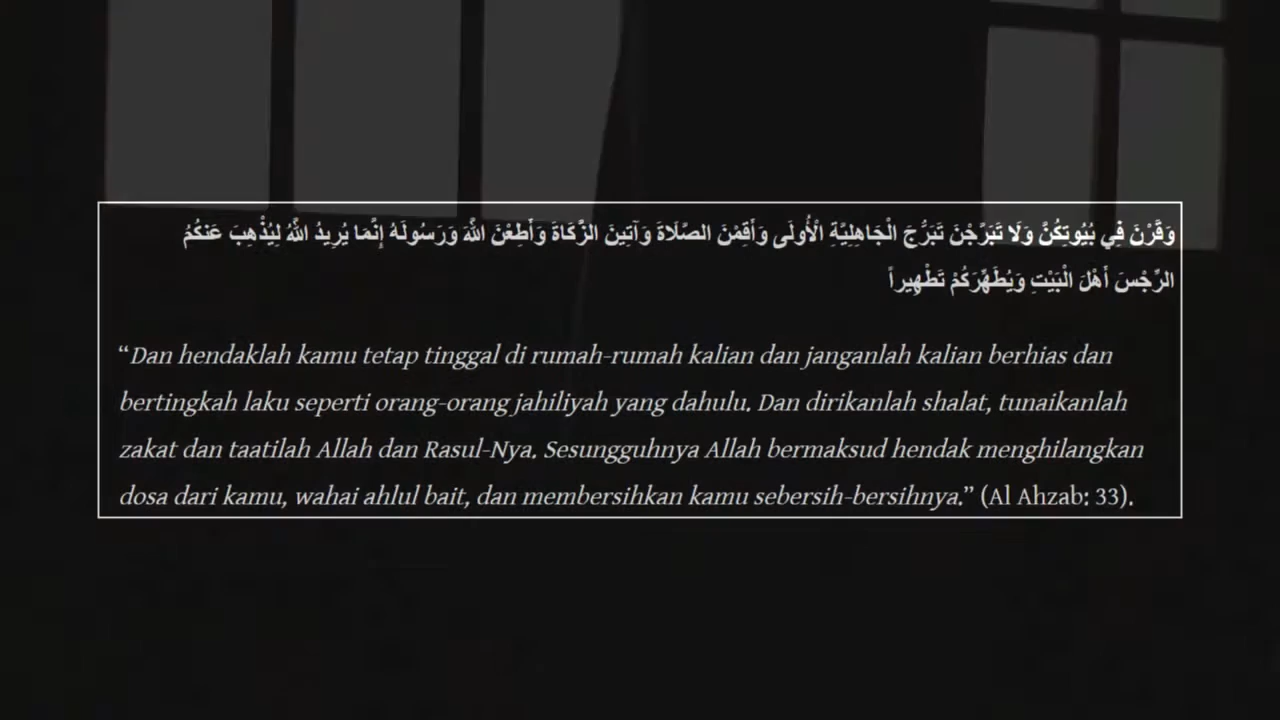 وَقَرْنَ فِي بُيُوتِكُنَّ وَلَا تَبَرَّجْنَ تَبَرُّجَ الْجَاهِلِيَّةِ الْأُولَى وَأَقِمْنَ الصَّلَاةَ وَآتِينَ الزَّكَاةَ وَأَطِعْنَ اللَّهَ وَرَسُولَهُ إِنَّمَا يُرِيدُ اللَّهُ لِيُذْهِبَ عَنكُمُ
الرِّجْسَ أَهْلَ الْبَيْتِ وَيُطَهِّرَكُمْ تَطْهِيراً
“Dan hendaklah kamu tetap tinggal di rumah-rumah kalian dan janganlah kalian berhias dan
bertingkah laku seperti orang-orang jahiliyah yang dahulu. Dan dirikanlah shalat, tunaikanlah
zakat dan taatilah Allah dan Rasul-Nya. Sesungguhnya Allah bermaksud hendak menghilangkan
dosa dari kamu, wahai ahlul bait, dan membersihkan kamu sebersih-bersihnya.” (Al Ahzab: 33).